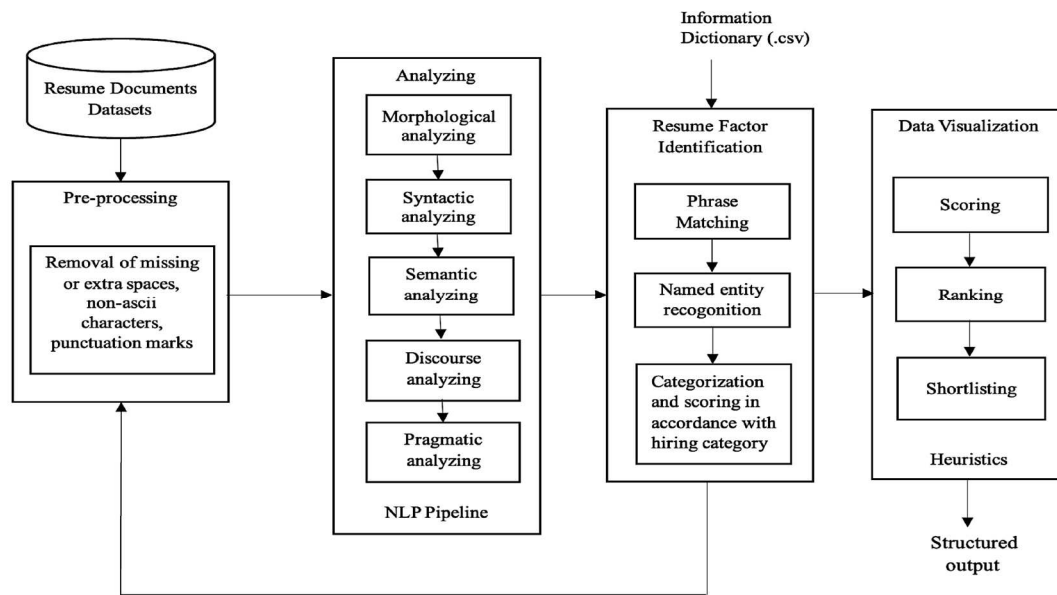 Resume Documents
Datasets
Pre-processing
Removal of missing
or extra spaces,
non-ascii
characters,
punctuation marks
Analyzing
Morphological
analyzing
Syntactic
analyzing
Semantic
analyzing
Discourse
analyzing
Pragmatic
analyzing
NLP Pipeline
Information
Dictionary (.csv)
Resume Factor
Identification
Phrase
Matching
Named entity
recogonition
Categorization
and scoring in
accordance with
hiring category
Data Visualization
Scoring
Ranking
Shortlisting
Heuristics
Structured
output